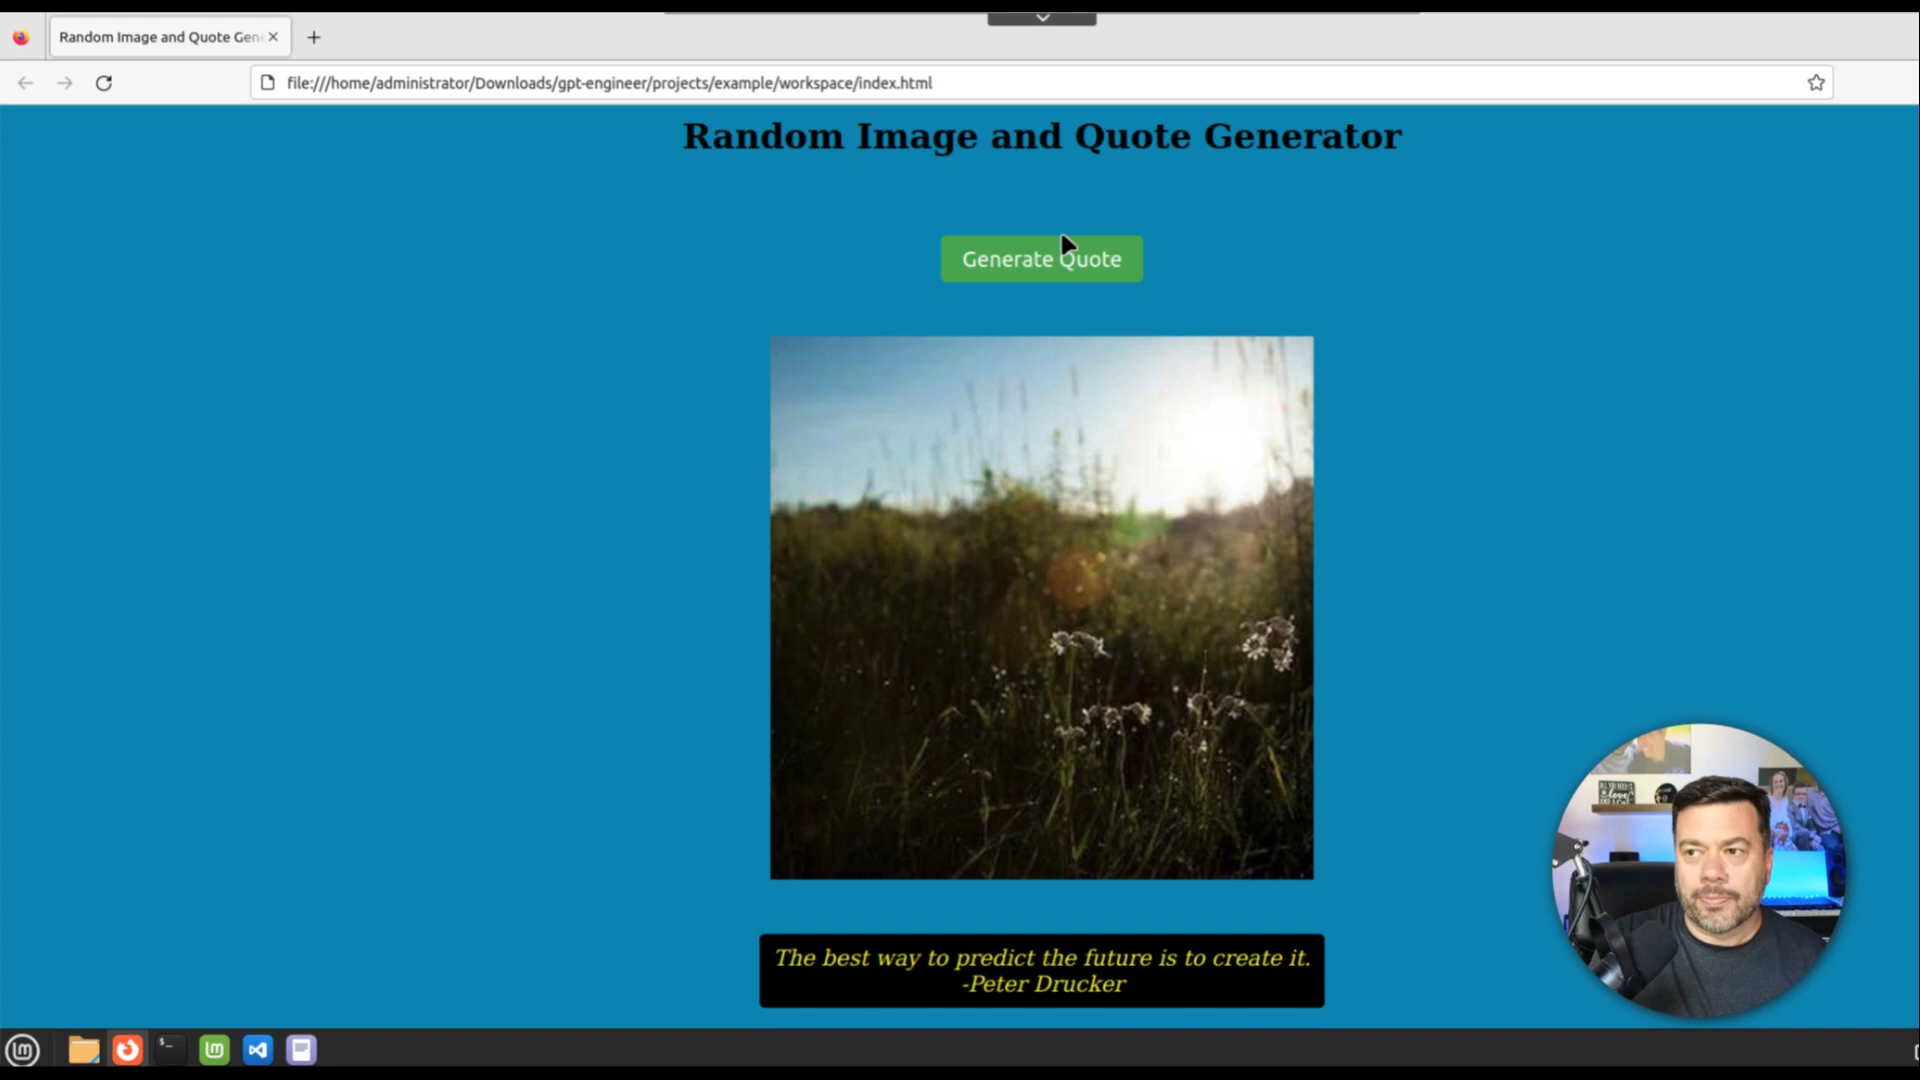 Random Image and Quote Gen
file:///home/administrator/Downloads/gpt-engineer/projects/example/workspace/index.html
Random Image and Quote Generator
Generate Quote
The best way to predict the future is to create it.
-Peter Drucker
love